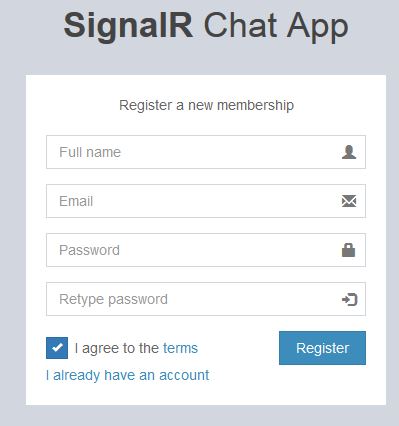 SignalR Chat App
Register a new membership
Full name
Email
Password
Retype password
I agree to the terms
Register
I already have an account